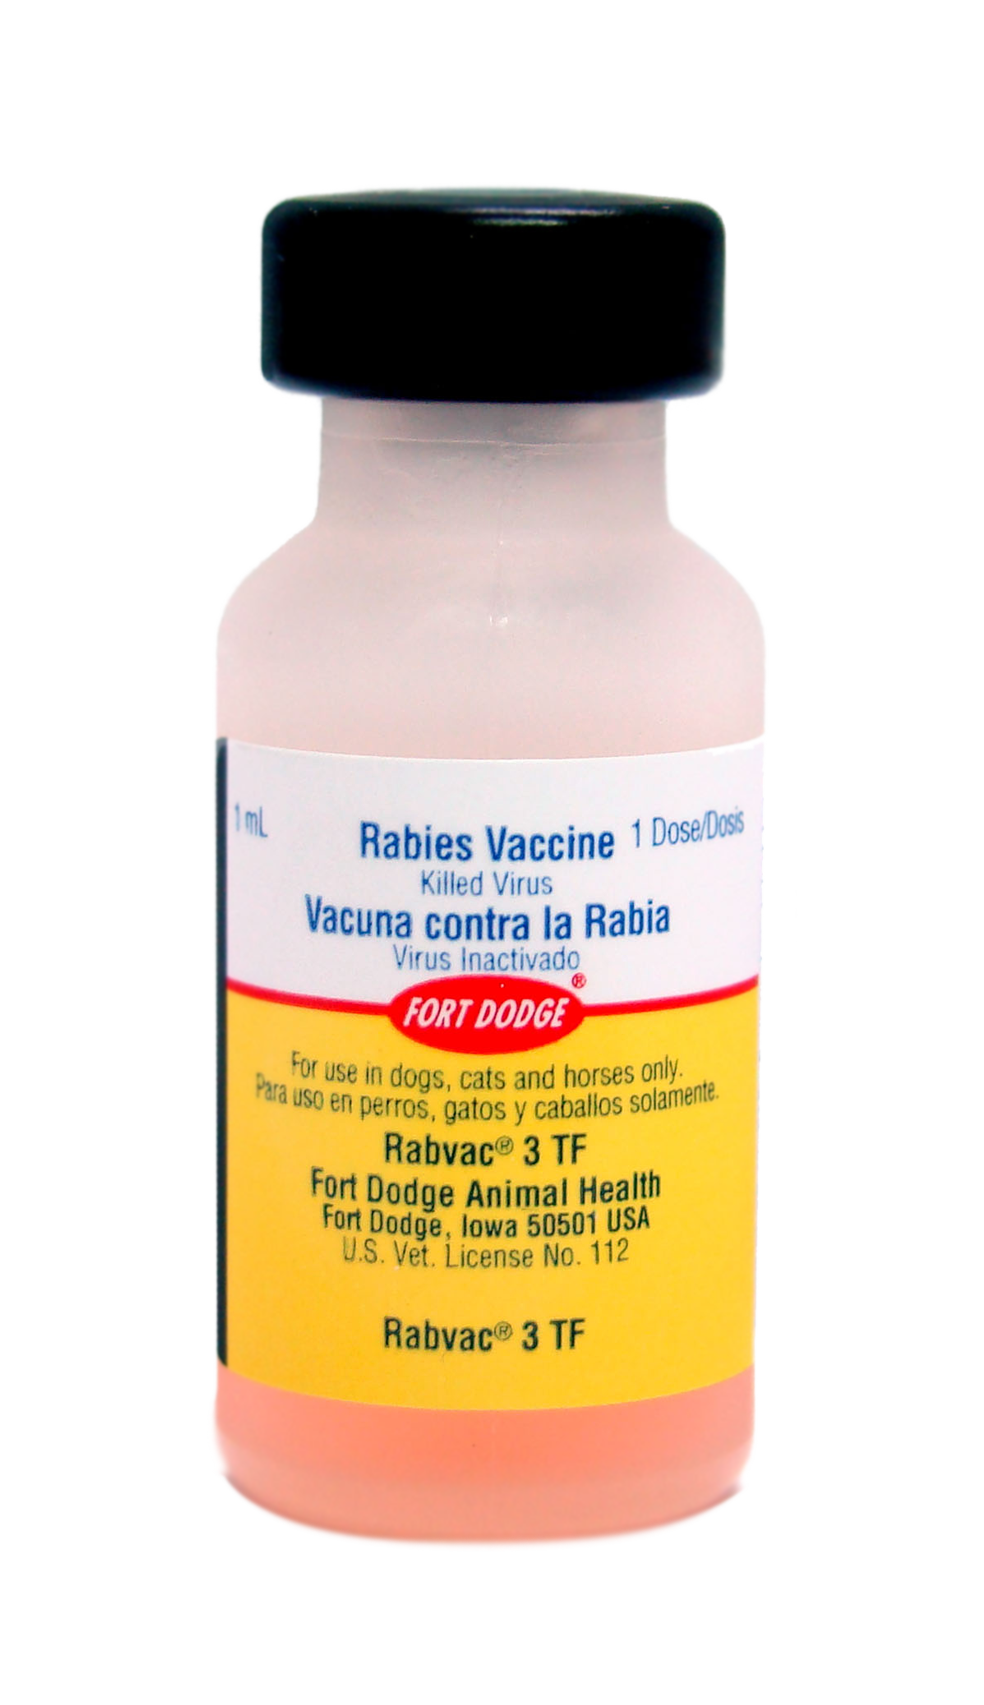 1 mL
Rabies Vaccine 1 Dose/Dosis
Killed Virus
Vacuna contra la Rabia
Virus Inactivado
FORT DODGE®
For use in dogs, cats and horses only.
Para uso en perros, gatos y caballos solamente.
Rabvac® 3 TF
Fort Dodge Animal Health
Fort Dodge, Iowa 50501 USA
U.S. Vet. License No. 112
Rabvac® 3 TF